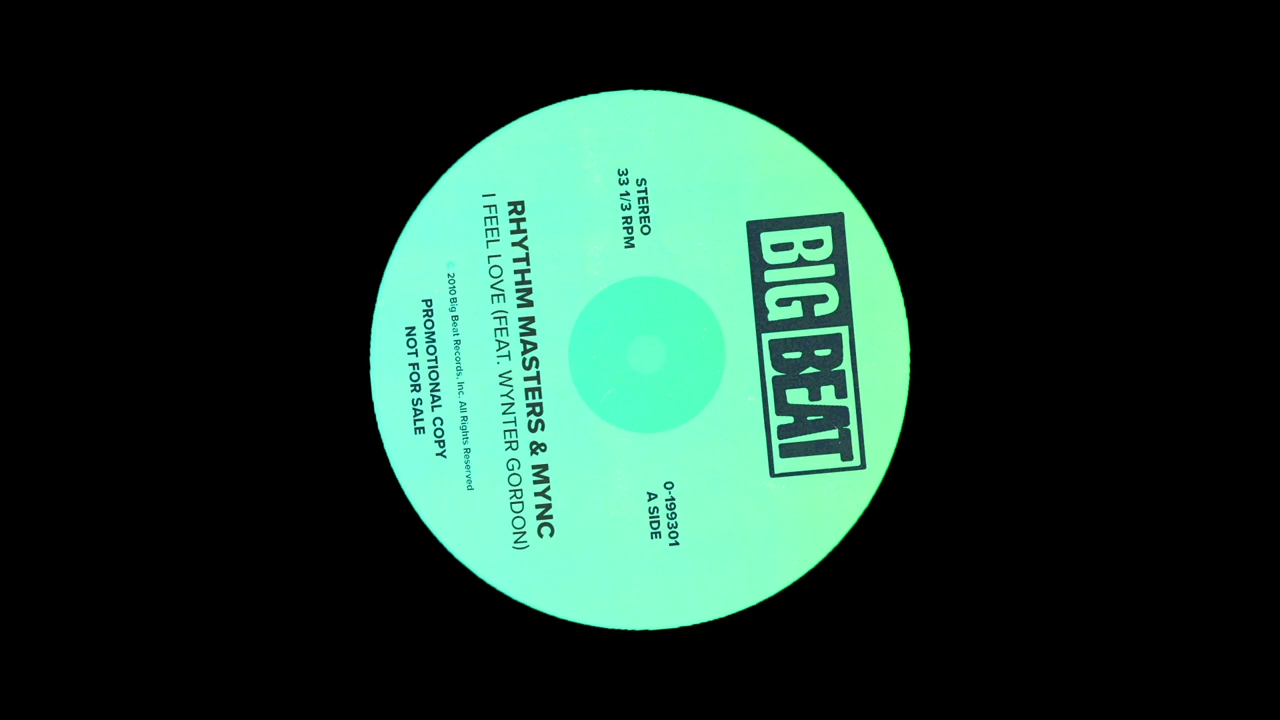 BIG BEAT
STEREO
33 1/3 RPM
0-199301
A SIDE
RHYTHM MASTERS & MYNC
I FEEL LOVE (FEAT. WYNTER GORDON)
© 2010 Big Beat Records, Inc. All Rights Reserved
PROMOTIONAL COPY
NOT FOR SALE